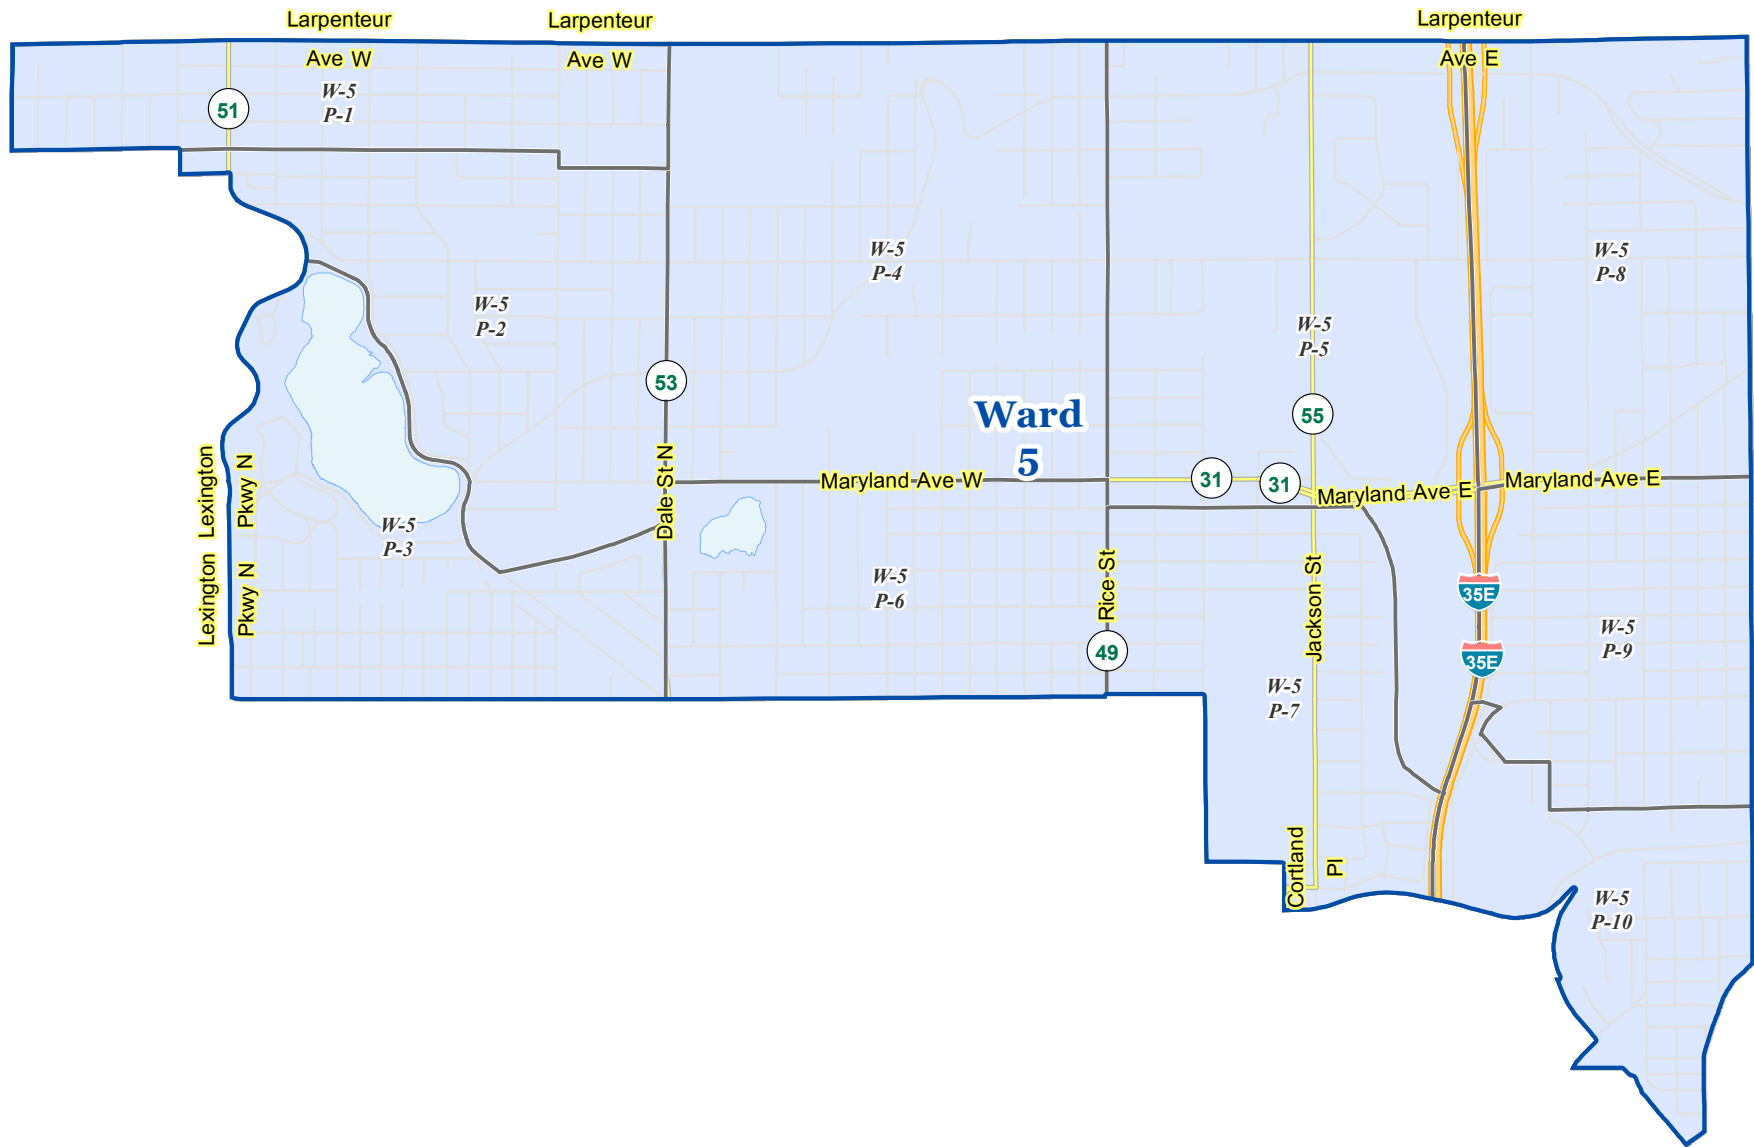 Larpenteur
Ave W
Larpenteur
Ave W
Larpenteur
Ave E
W-5
P-1
51
W-5
P-2
W-5
P-4
W-5
P-8
W-5
P-5
53
55
Ward
5
Lexington
Pkwy N
Dale St N
Maryland Ave W
31
31
Maryland Ave E
Maryland Ave E
W-5
P-3
Lexington
Pkwy N
W-5
P-6
Rice St
Jackson St
35E
35E
49
W-5
P-9
W-5
P-7
Cortland
Pl
W-5
P-10